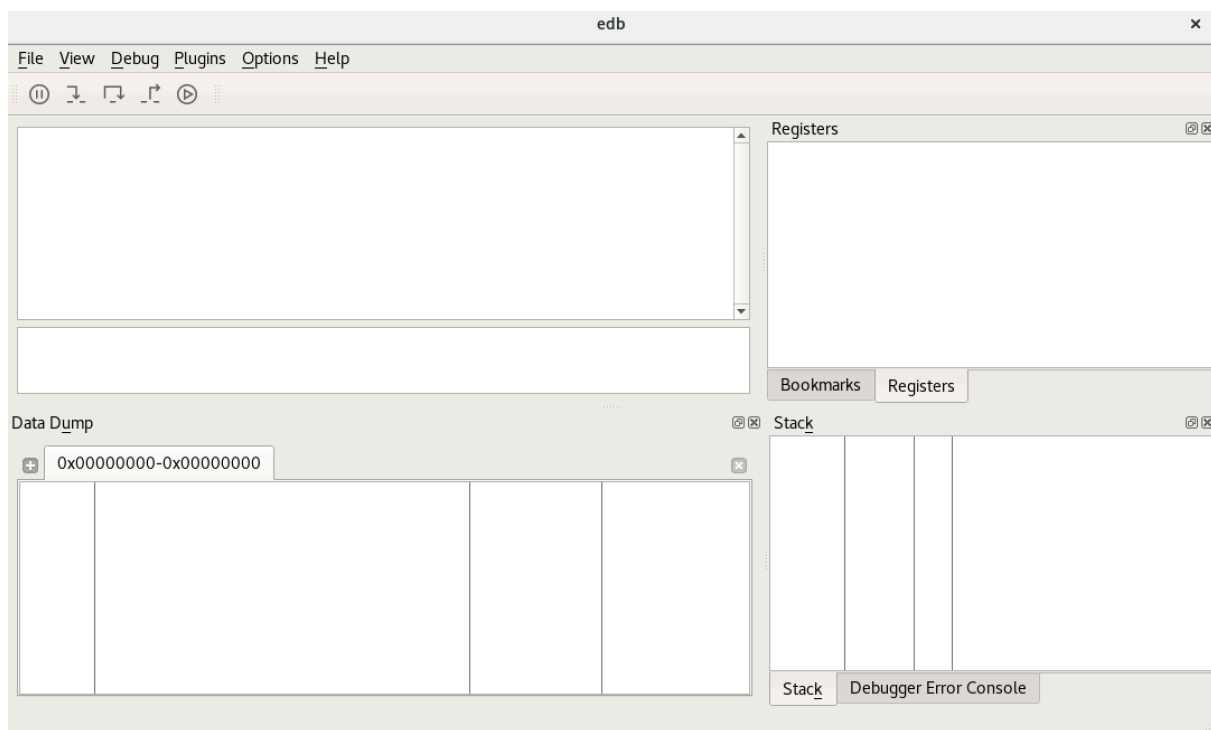 edb
File View Debug Plugins Options Help
Registers
Bookmarks Registers
Data Dump
0x00000000-0x00000000
Stack
Stack Debugger Error Console